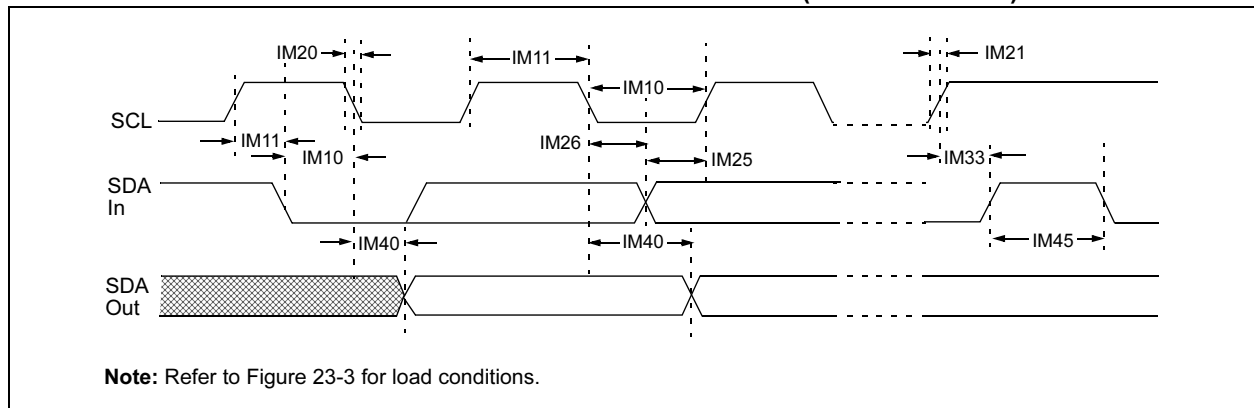 IM20
IM11
IM21
IM10
SCL
IM11
IM26
IM10
IM25
IM33
SDA
In
IM40
IM40
IM45
SDA
Out
Note: Refer to Figure 23-3 for load conditions.